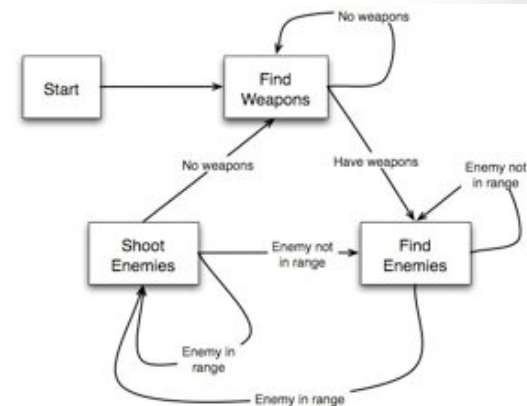 No weapons
Start
Find
Weapons
No weapons
Have weapons
Enemy not
in range
Shoot
Enemies
Enemy not
in range
Find
Enemies
Enemy in
range
Enemy in range